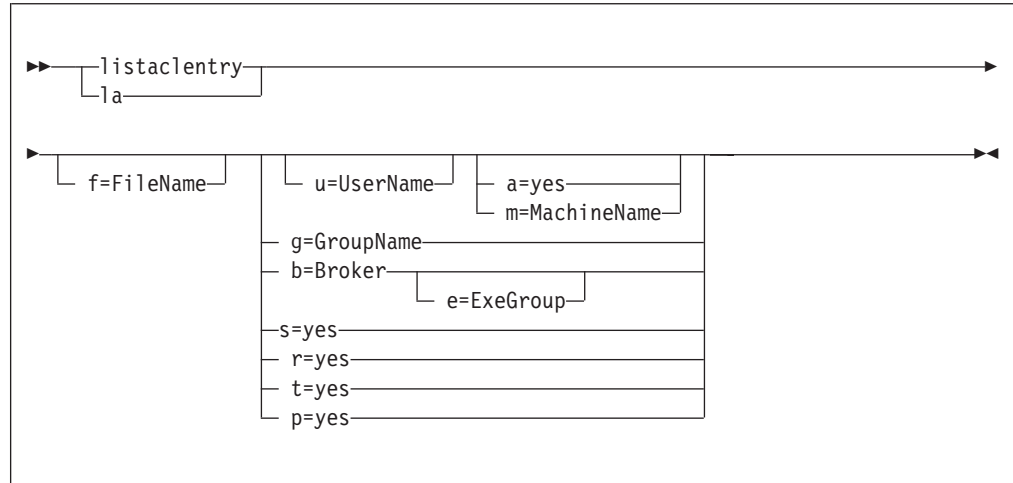 listaclentry
la
f=FileName
u=UserName
a=yes
m=MachineName
g=GroupName
b=Broker
e=ExeGroup
s=yes
r=yes
t=yes
p=yes